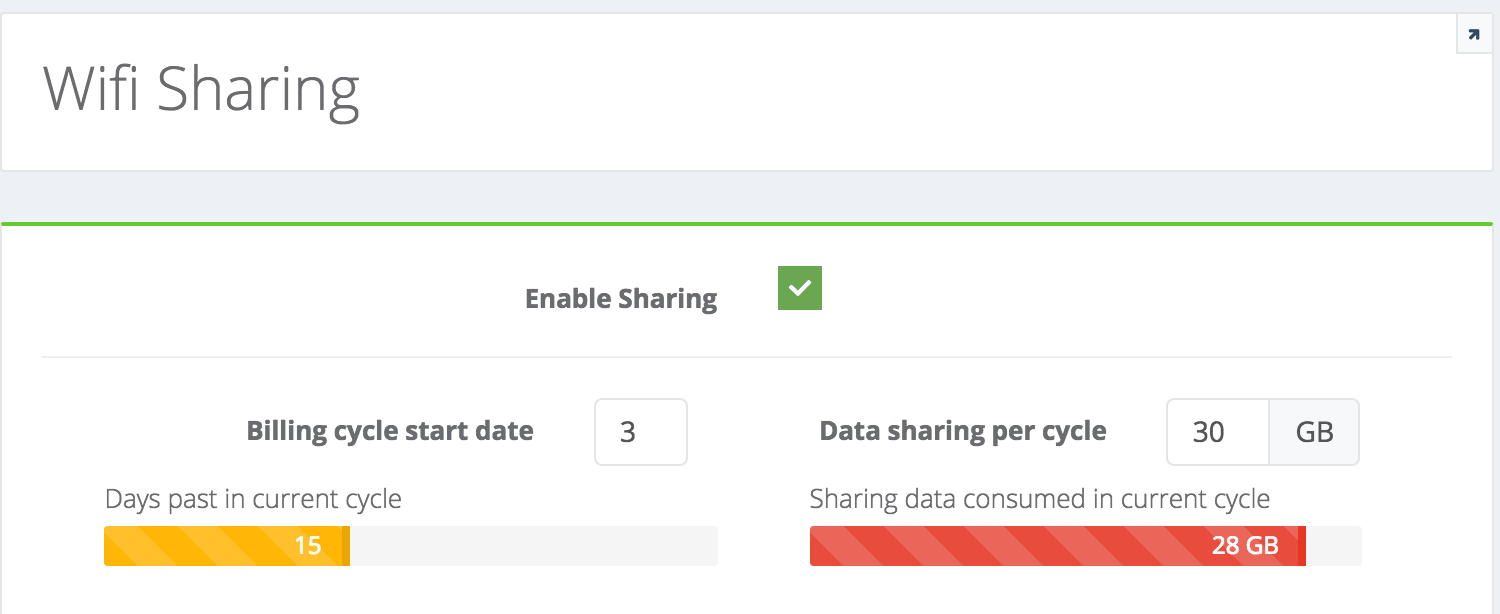 Wifi Sharing
Enable Sharing
Billing cycle start date 3
Data sharing per cycle 30 GB
Days past in current cycle
15
Sharing data consumed in current cycle
28 GB